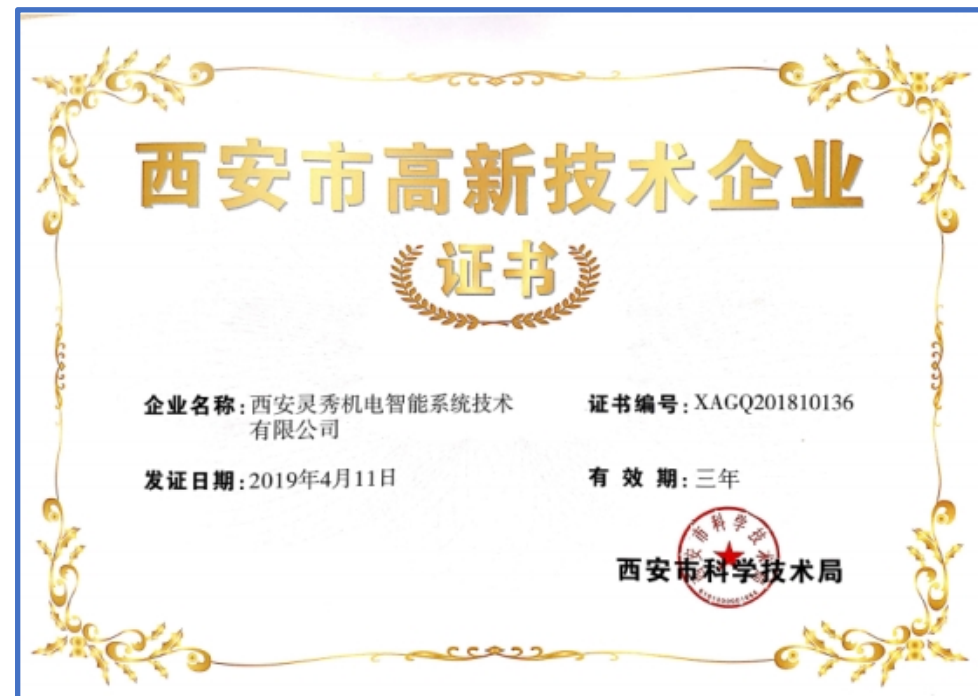 西安市高新技术企业
证书
企业名称:西安灵秀机电智能系统技术
有限公司
证书编号:XAGQ201810136
发证日期:2019年4月11日
有效期:三年
西安市科学技术局